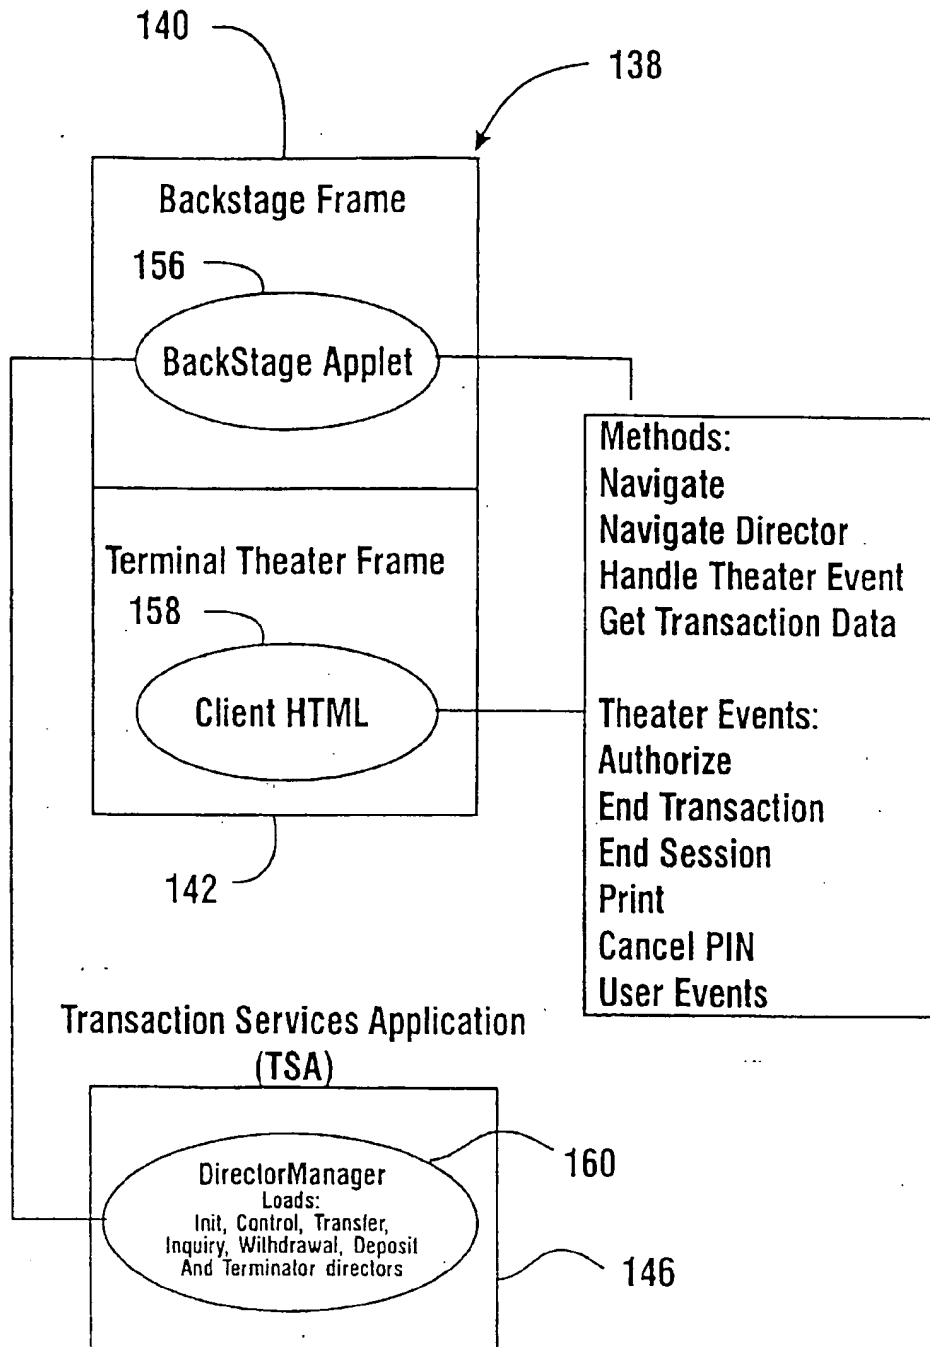 140
138
Backstage Frame
156
BackStage Applet
Methods:
Navigate
Navigate Director
Handle Theater Event
Get Transaction Data
Terminal Theater Frame
158
Client HTML
Theater Events:
Authorize
End Transaction
End Session
Print
Cancel PIN
User Events
142
Transaction Services Application
(TSA)
DirectorManager
Loads:
Init, Control, Transfer,
Inquiry, Wilhdrawal, Deposit
And Terminator directors
160
146